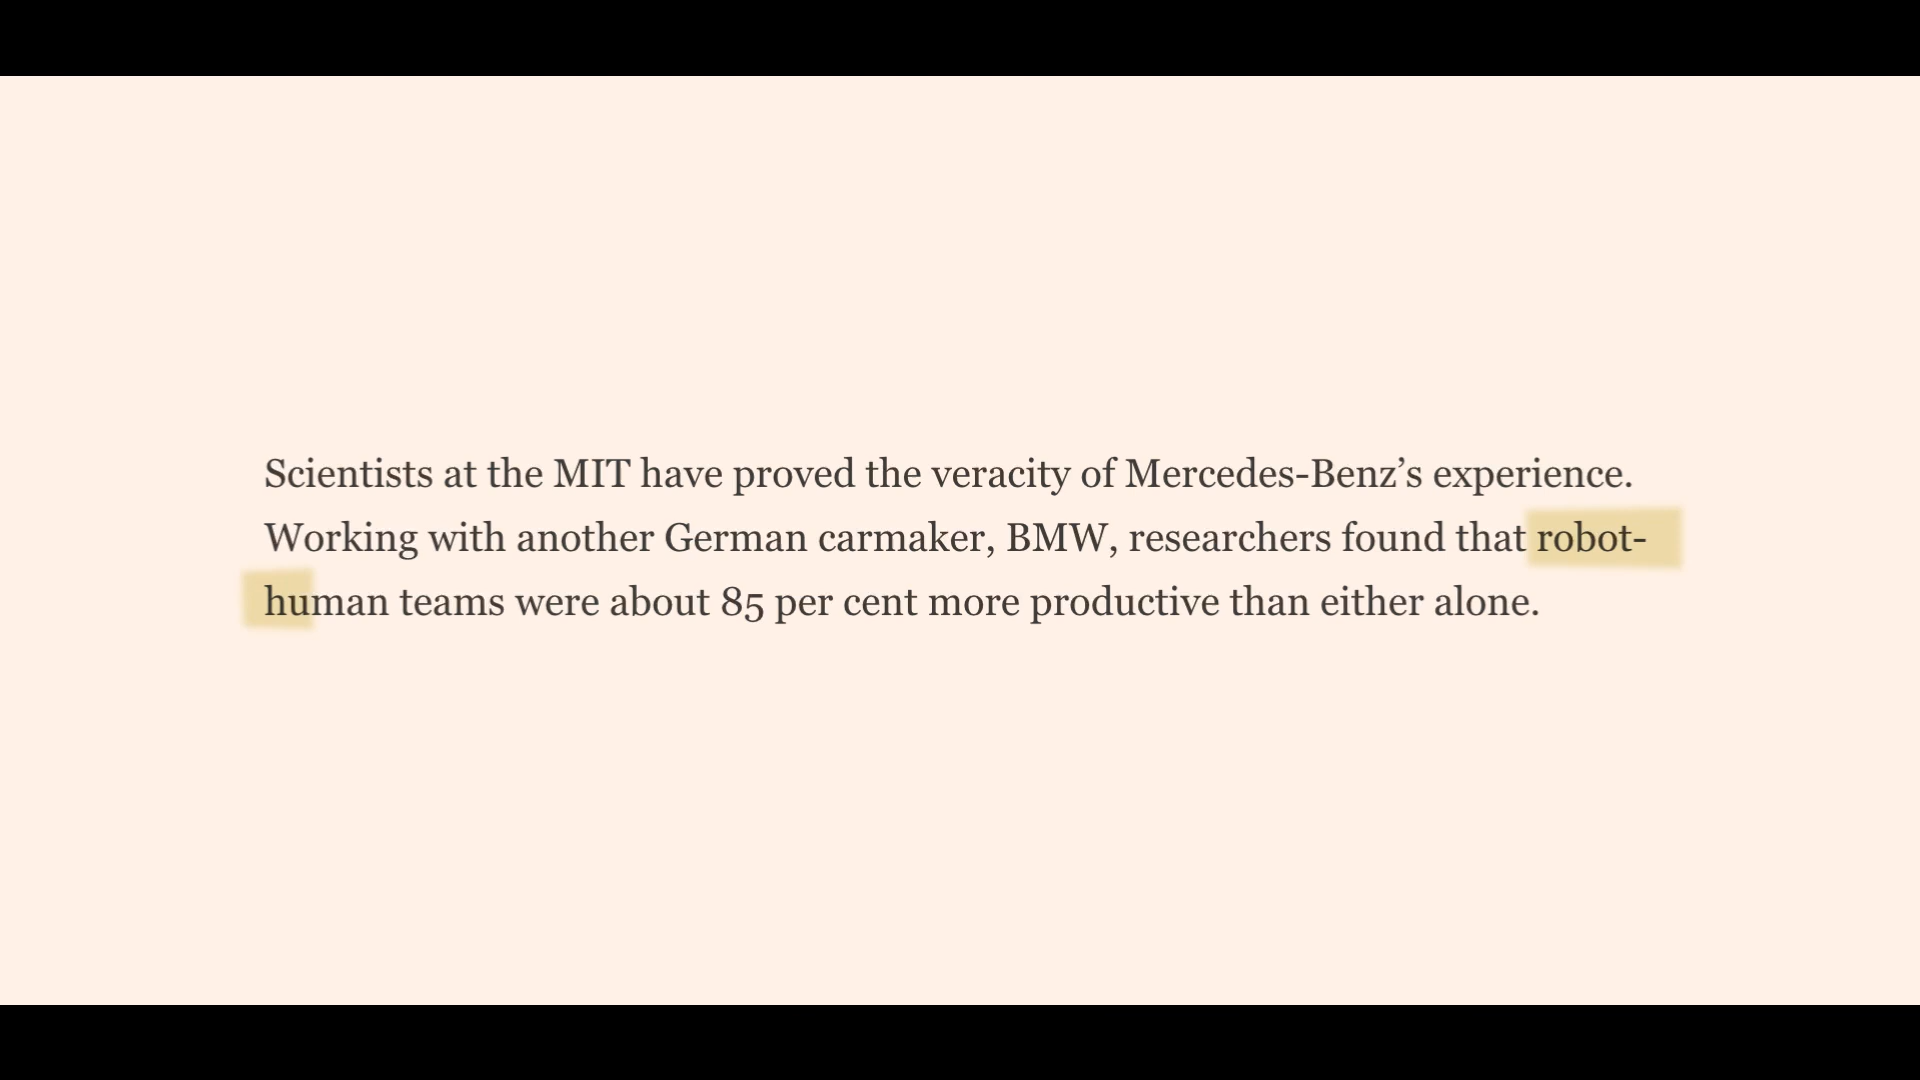 Scientists at the MIT have proved the veracity of Mercedes-Benz’s experience.
Working with another German carmaker, BMW, researchers found that robot-
human teams were about 85 per cent more productive than either alone.